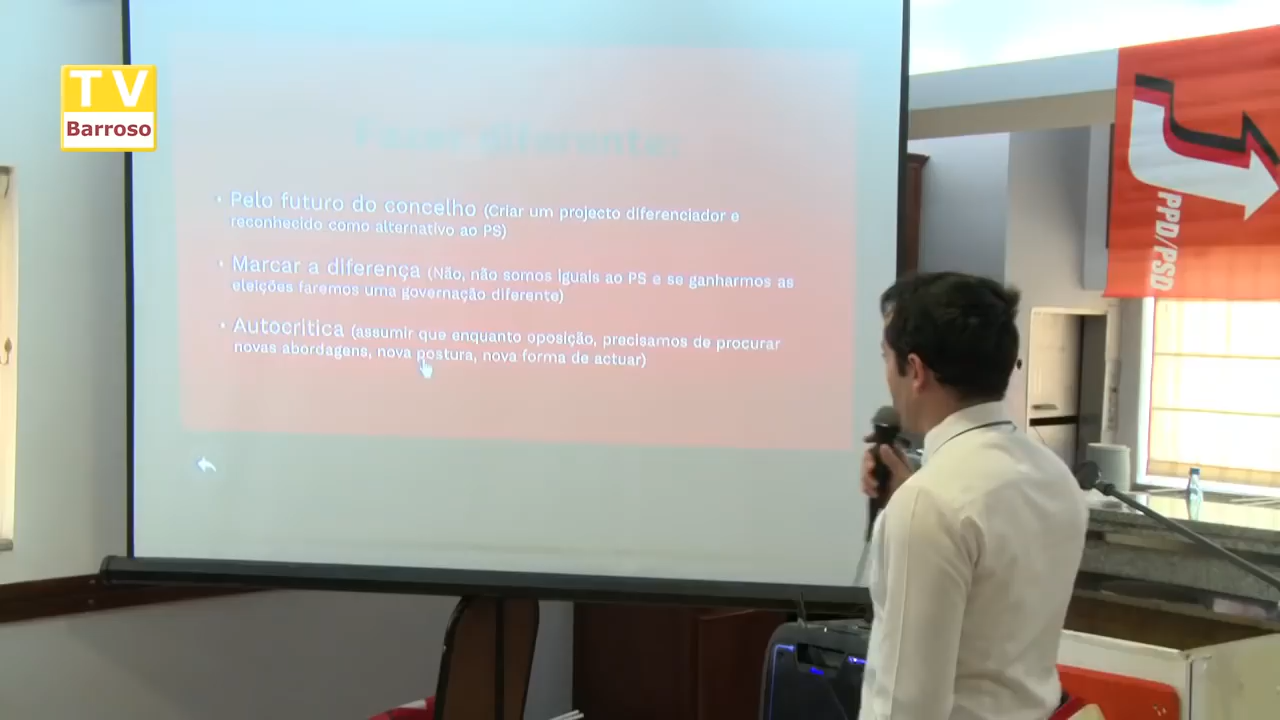 TV
Barroso
Fazer diferente:
• Pelo futuro do concelho (Criar um projecto diferenciador e
reconhecido como alternativo ao PS)
• Marcar a diferença (Não, não somos iguais ao PS e se ganharmos as
eleições faremos uma governação diferente)
• Autocritica (assumir que enquanto oposição, precisamos de procurar
novas abordagens, nova postura, nova forma de actuar)
PPD/PSD